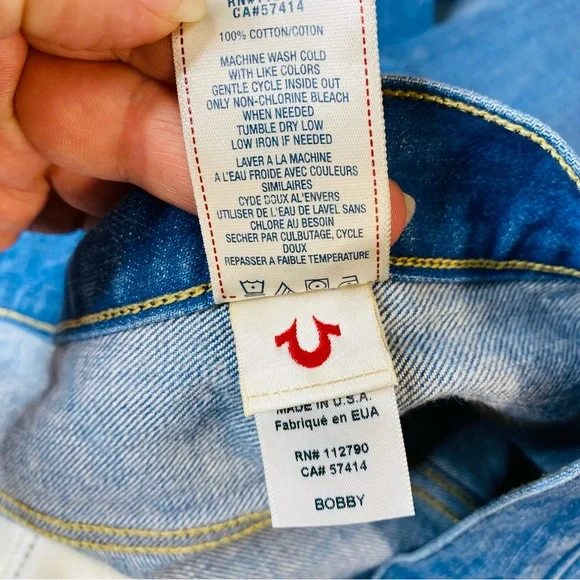 RN# 112790
CA#57414
100% COTTON/COTON
MACHINE WASH COLD
WITH LIKE COLORS
GENTLE CYCLE INSIDE OUT
ONLY NON-CHLORINE BLEACH
WHEN NEEDED
TUMBLE DRY LOW
LOW IRON IF NEEDED
LAVER A LA MACHINE
A L'EAU FROIDE AVEC COULEURS
SIMILAIRES
CYDE DOUX AL'ENVERS
UTILISER DE L'EAU DE LAVEL SANS
CHLORE AU BESOIN
SECHER PAR CULBUTAGE, CYCLE
DOUX
REPASSER A FAIBLE TEMPERATURE
MADE IN U.S.A.
Fabriqué en EUA
RN# 112790
CA# 57414
BOBBY